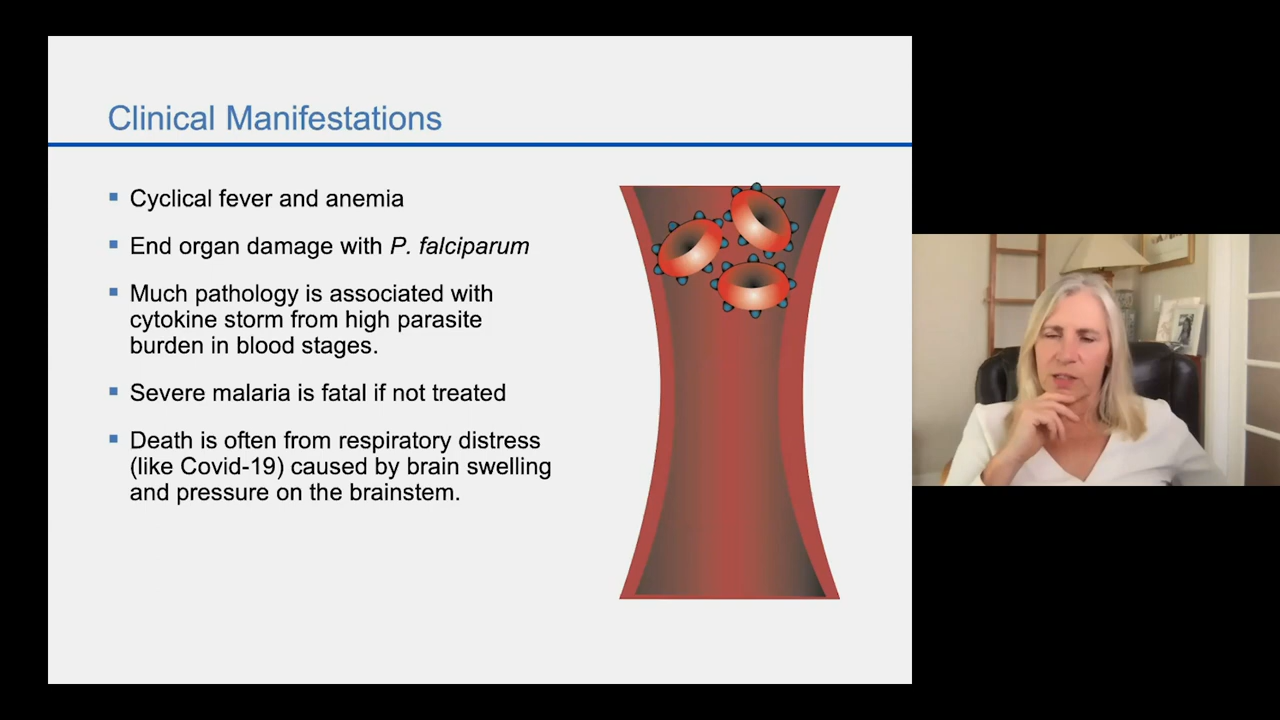 Clinical Manifestations
Cyclical fever and anemia
End organ damage with P. falciparum
Much pathology is associated with
cytokine storm from high parasite
burden in blood stages.
Severe malaria is fatal if not treated
Death is often from respiratory distress
(like Covid-19) caused by brain swelling
and pressure on the brainstem.